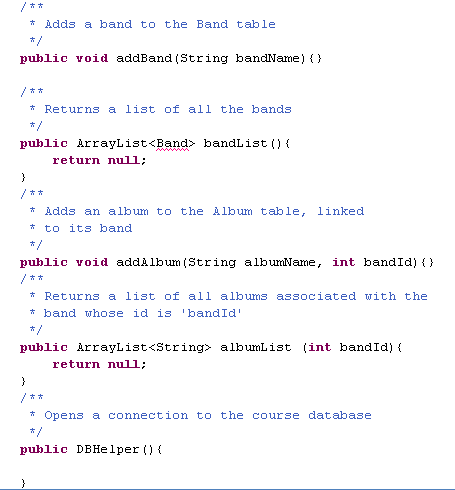 /**
 * Adds a band to the Band table
 */
public void addBand(String bandName){}
/**
 * Returns a list of all the bands
 */
public ArrayList<Band> bandList(){
    return null;
}
/**
 * Adds an album to the Album table, linked
 * to its band
 */
public void addAlbum(String albumName, int bandId){}
/**
 * Returns a list of all albums associated with the
 * band whose id is 'bandId'
 */
public ArrayList<String> albumList (int bandId){
    return null;
}
/**
 * Opens a connection to the course database
 */
public DBHelper(){
}